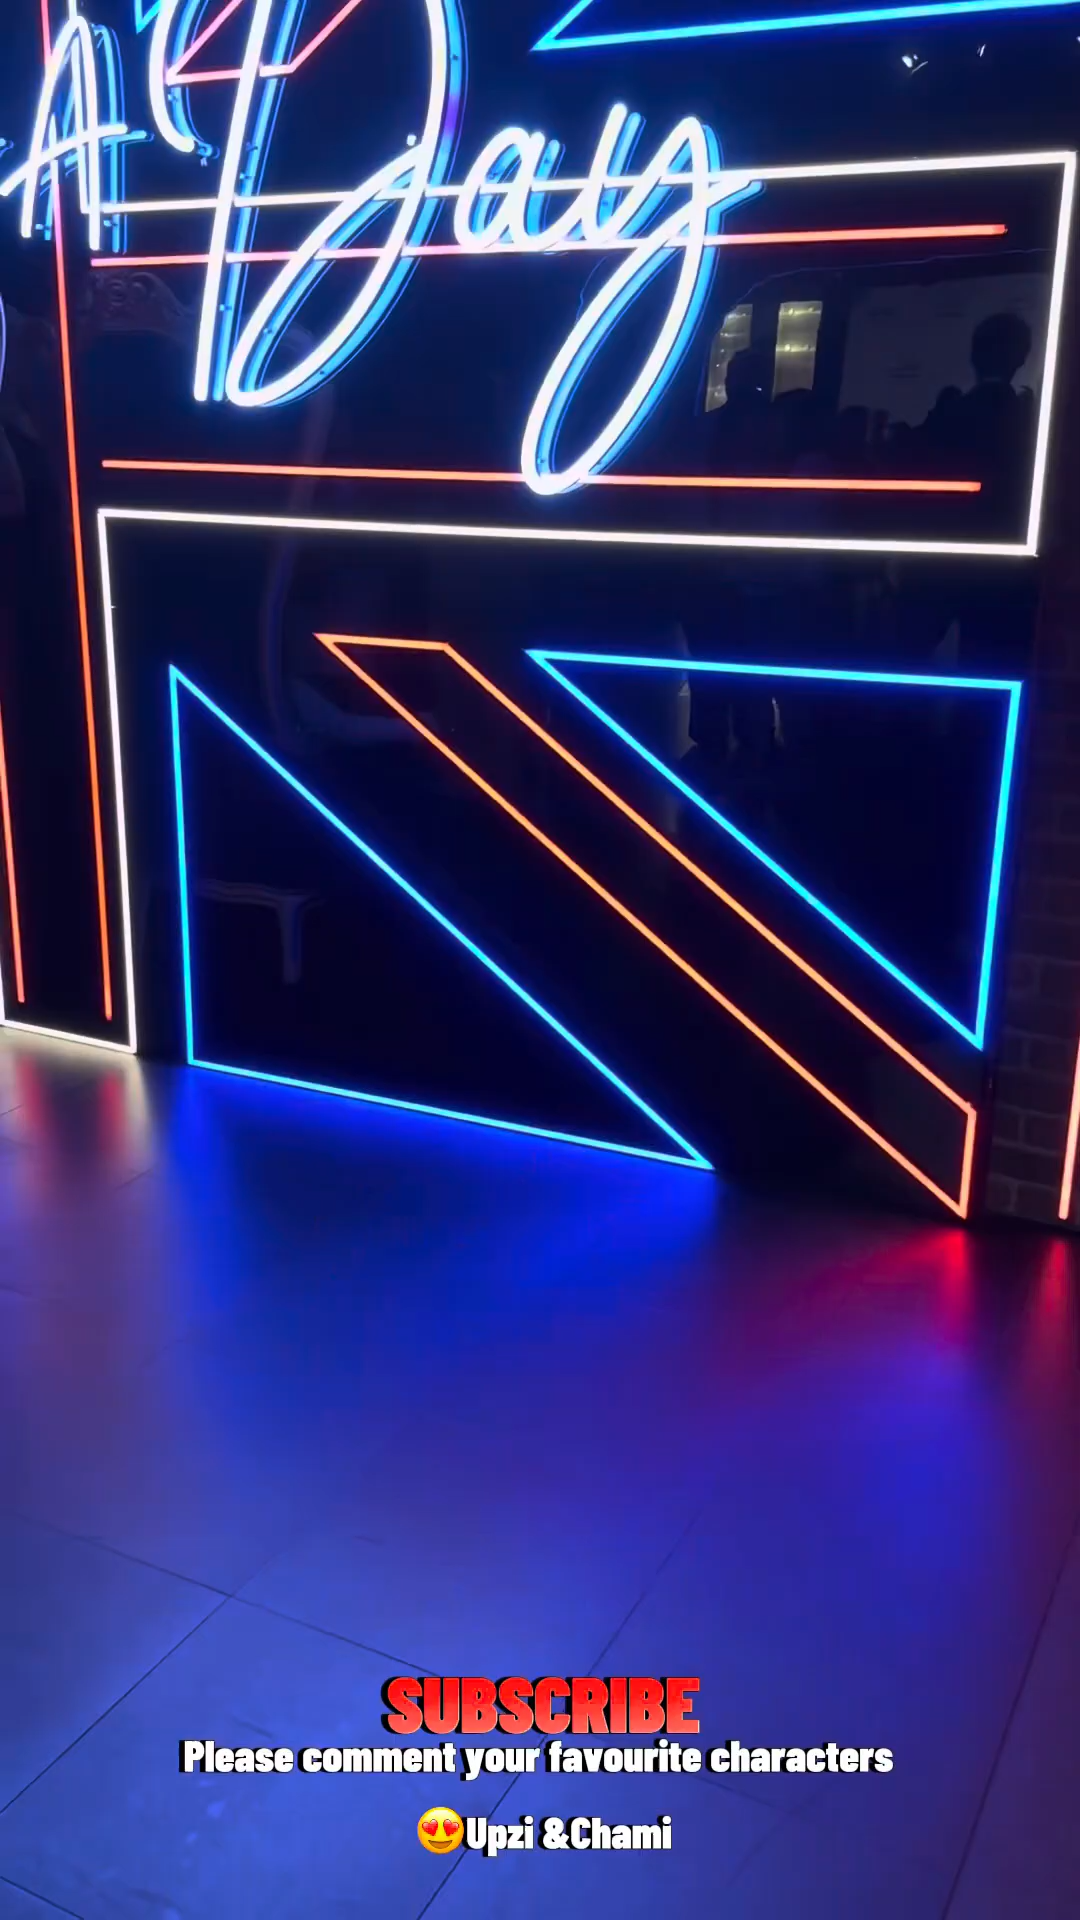 A Day
SUBSCRIBE
Please comment your favourite characters
😍Upzi &Chami